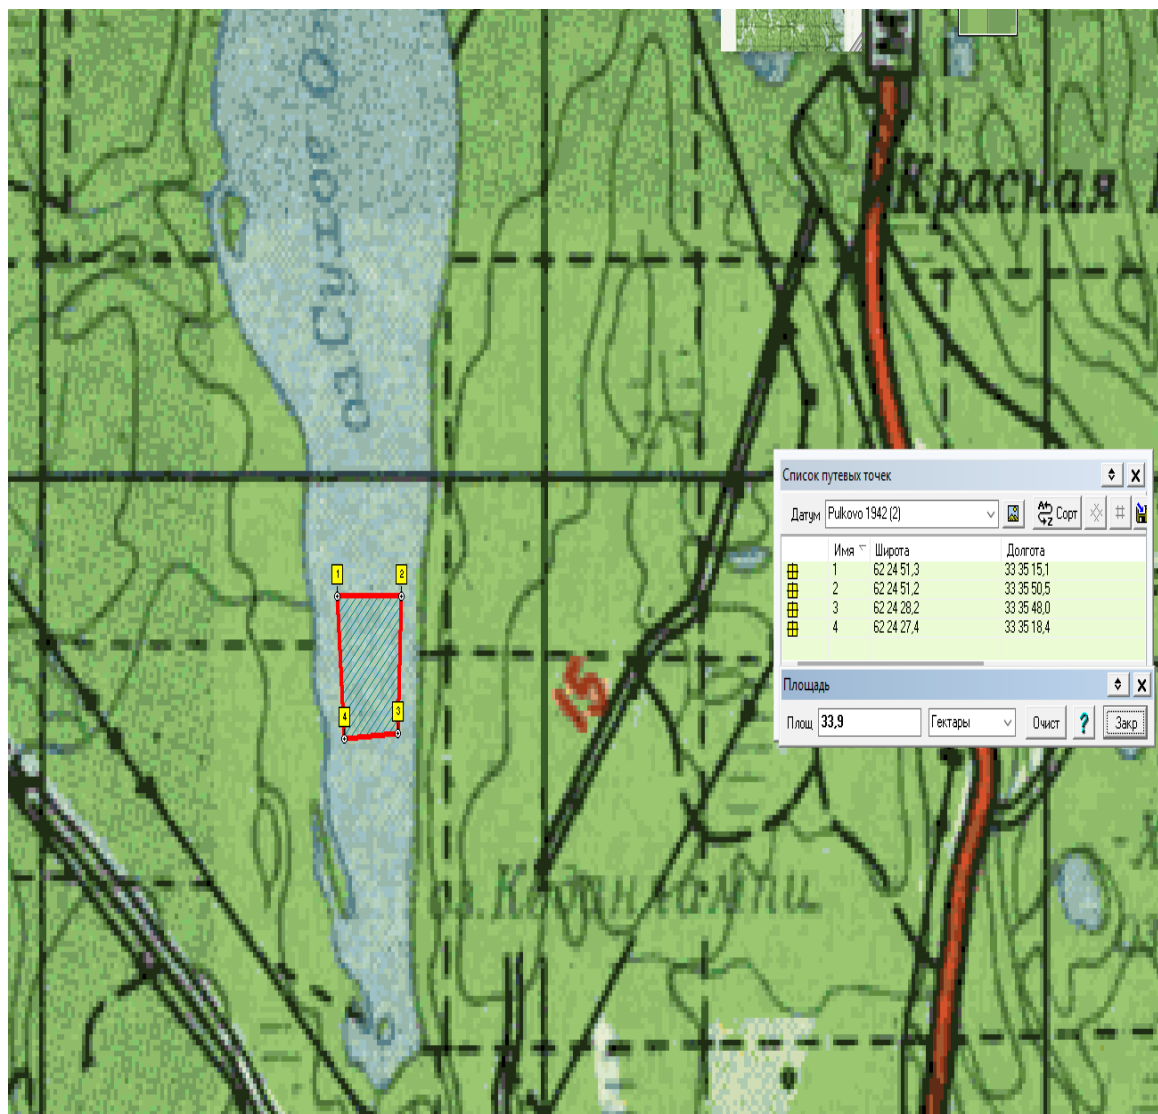 М
Красная
оз Суйсор Оз
Список путевых точек
Датум Pulkovo 1942 (2) Сорт
Имя Широта Долгота
1 62 24 51,3 33 35 15,1
2 62 24 51,2 33 35 50,5
3 62 24 28,2 33 35 48,0
4 62 24 27,4 33 35 18,4
1 2
4 3
15
Площадь
Площ 33,9 Гектары Очист ? Закр
оз.